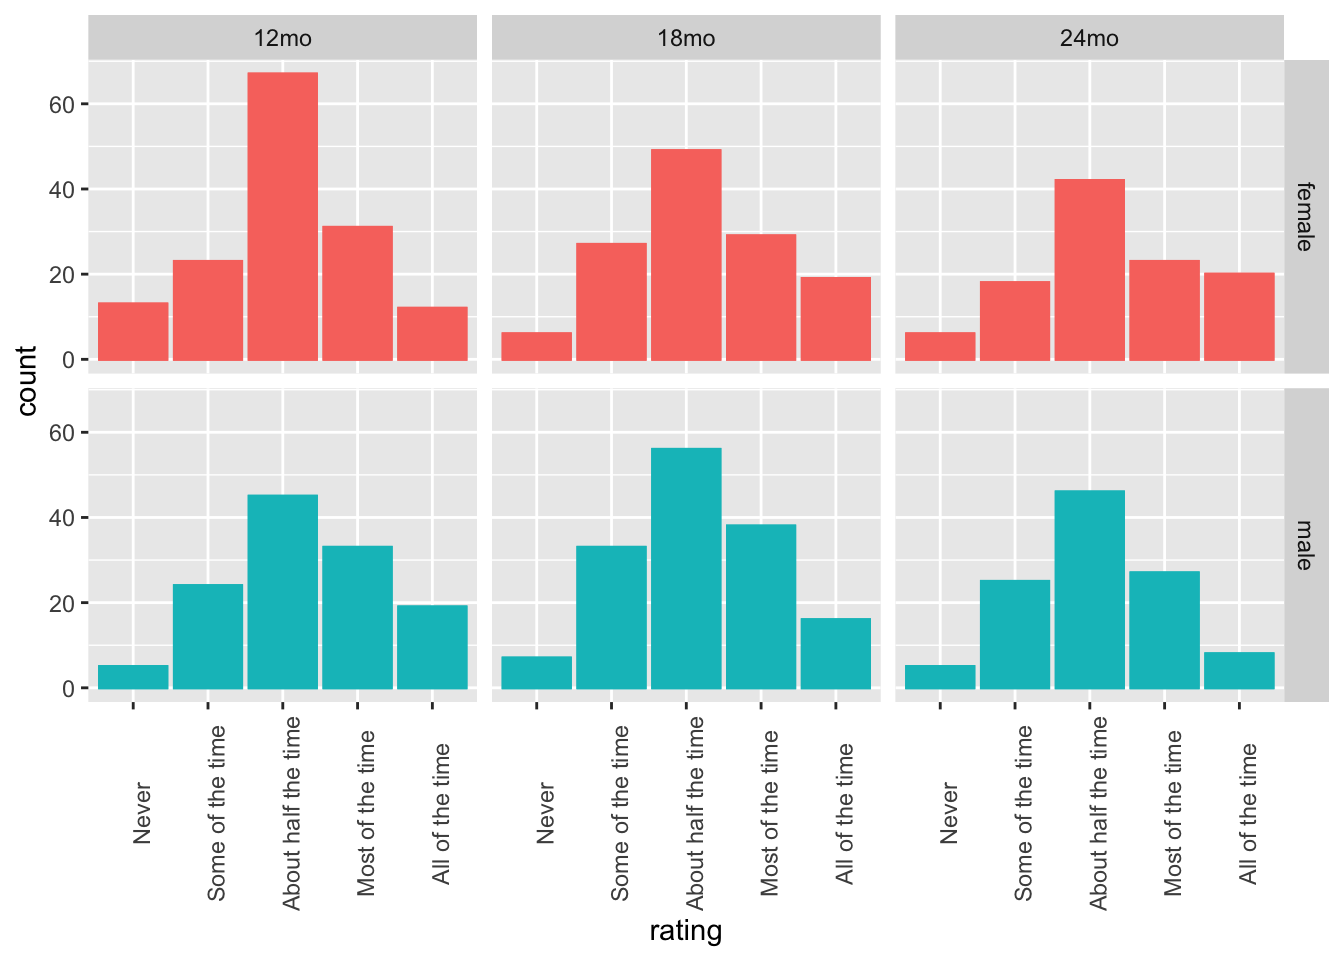 12mo
18mo
24mo
60
40
20
0
female
count
60
40
20
0
male
Never
Some of the time
About half the time
Most of the time
All of the time
Never
Some of the time
About half the time
Most of the time
All of the time
Never
Some of the time
About half the time
Most of the time
All of the time
rating